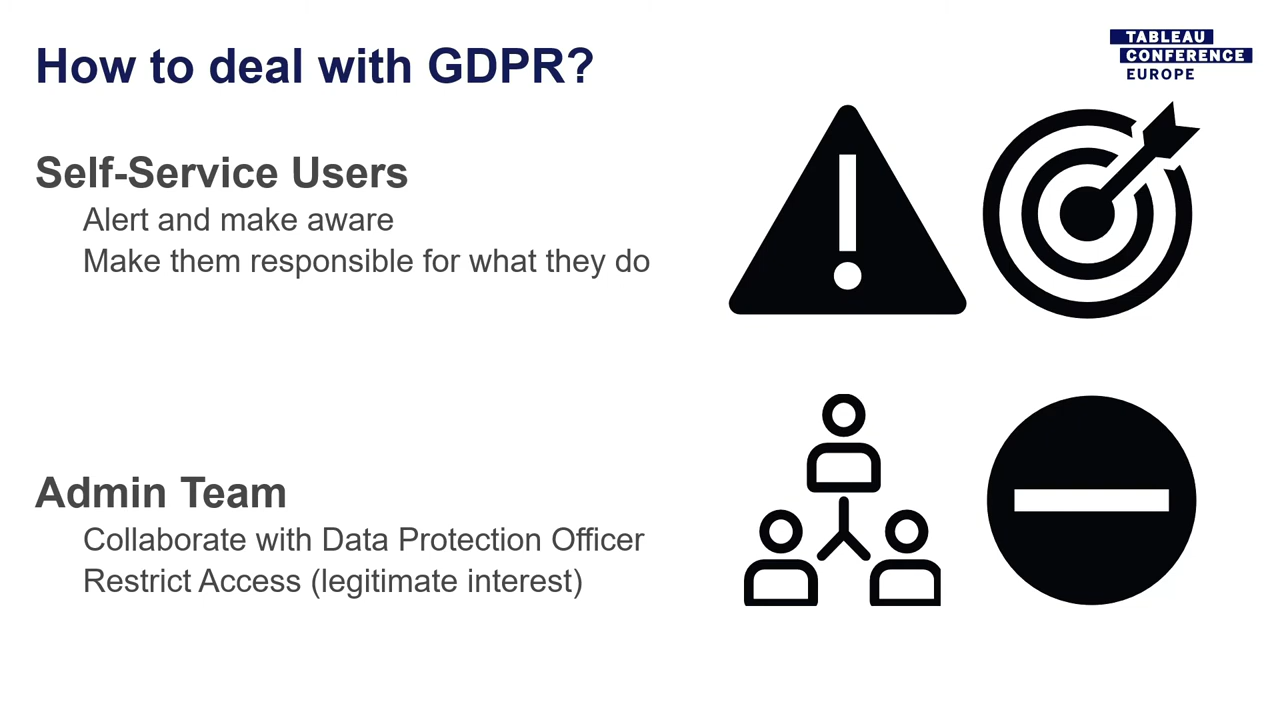 How to deal with GDPR?
TABLEAU
CONFERENCE
EUROPE
Self-Service Users
Alert and make aware
Make them responsible for what they do
Admin Team
Collaborate with Data Protection Officer
Restrict Access (legitimate interest)